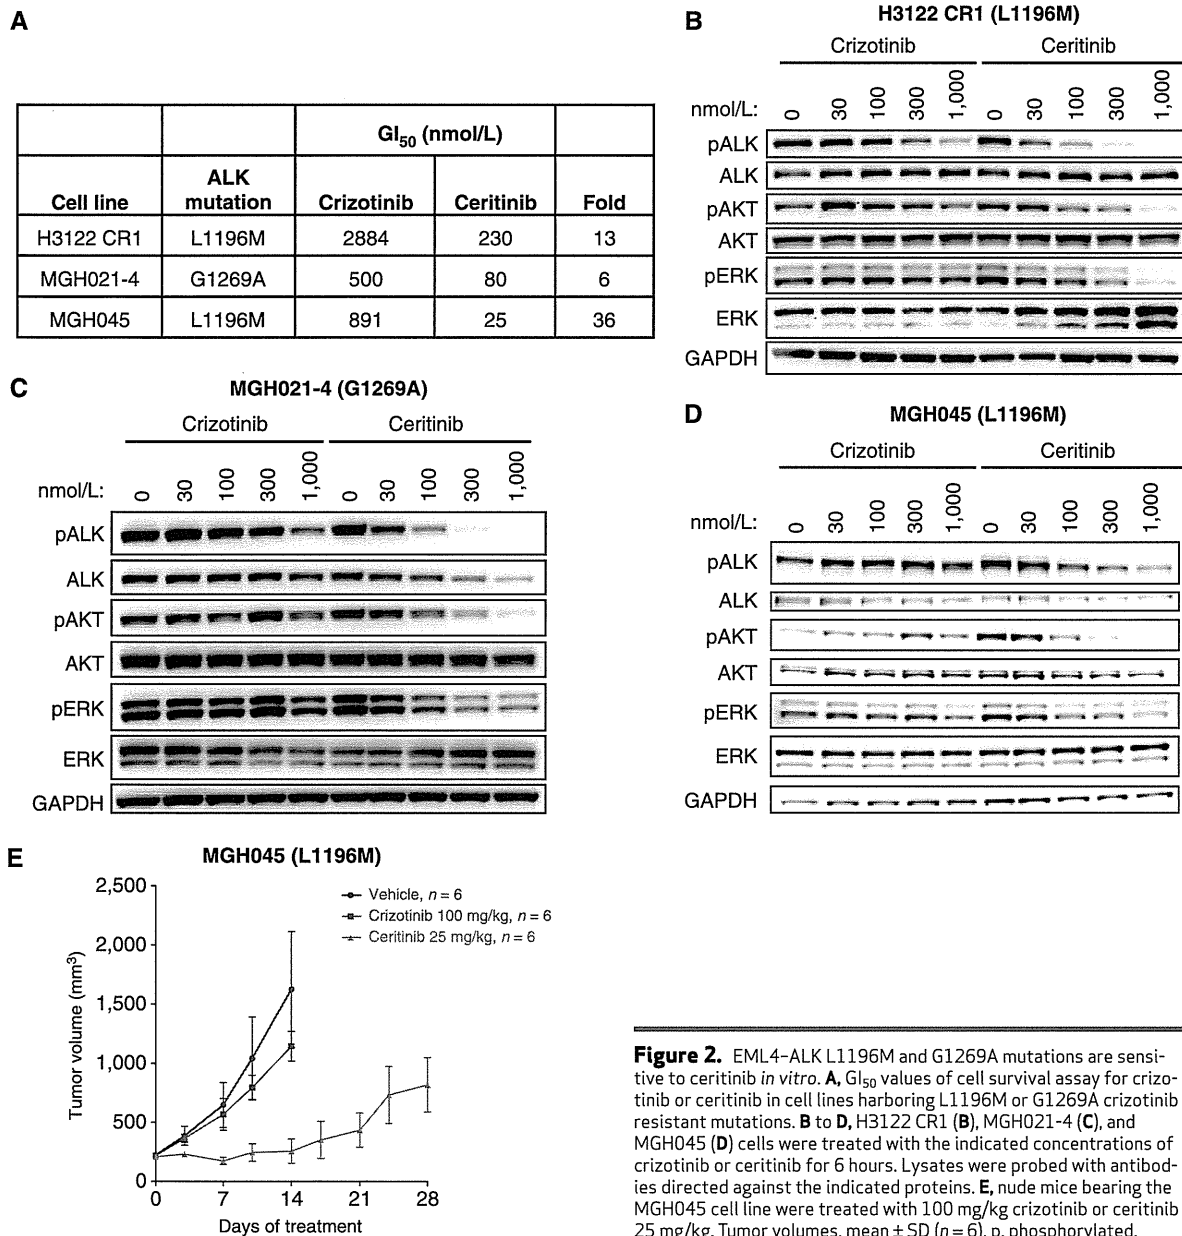 A
GI50 (nmol/L)
Cell line ALK mutation Crizotinib Ceritinib Fold
H3122 CR1 L1196M 2884 230 13
MGH021-4 G1269A 500 80 6
MGH045 L1196M 891 25 36
B
H3122 CR1 (L1196M)
Crizotinib Ceritinib
nmol/L: 0 30 100 300 1,000 0 30 100 300 1,000
pALK
ALK
pAKT
AKT
pERK
ERK
GAPDH
C
MGH021-4 (G1269A)
Crizotinib Ceritinib
nmol/L: 0 30 100 300 1,000 0 30 100 300 1,000
pALK
ALK
pAKT
AKT
pERK
ERK
GAPDH
D
MGH045 (L1196M)
Crizotinib Ceritinib
nmol/L: 0 30 100 300 1,000 0 30 100 300 1,000
pALK
ALK
pAKT
AKT
pERK
ERK
GAPDH
E
MGH045 (L1196M)
2,500
2,000
1,500
1,000
500
0
Tumor volume (mm³)
Vehicle, n = 6
Crizotinib 100 mg/kg, n = 6
Ceritinib 25 mg/kg, n = 6
0 7 14 21 28
Days of treatment
Figure 2. EML4–ALK L1196M and G1269A mutations are sensi-
tive to ceritinib in vitro. A, GI50 values of cell survival assay for crizo-
tinib or ceritinib in cell lines harboring L1196M or G1269A crizotinib
resistant mutations. B to D, H3122 CR1 (B), MGH021-4 (C), and
MGH045 (D) cells were treated with the indicated concentrations of
crizotinib or ceritinib for 6 hours. Lysates were probed with antibod-
ies directed against the indicated proteins. E, nude mice bearing the
MGH045 cell line were treated with 100 mg/kg crizotinib or ceritinib
25 mg/kg. Tumor volumes, mean ± SD (n = 6). p, phosphorylated.